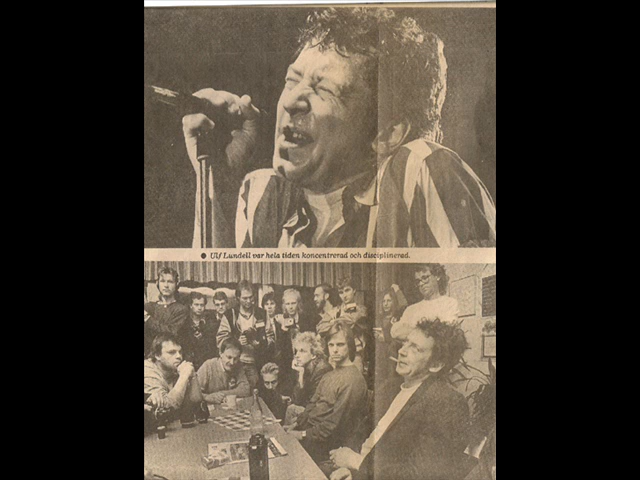 ● Ulf Lundell var hela tiden koncentrerad och disciplinerad.